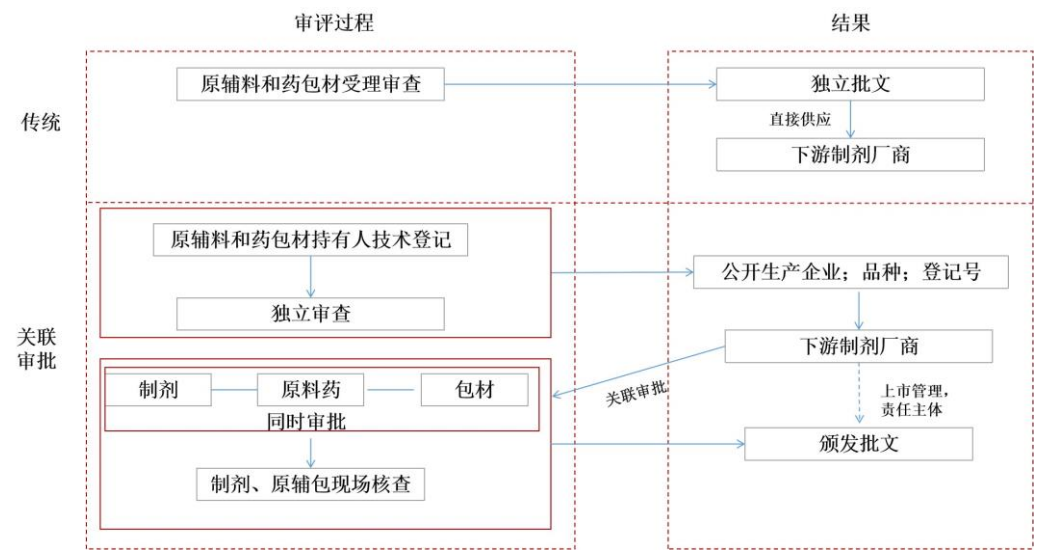 审评过程
结果
传统
原辅料和药包材受理审查
独立批文
直接供应
下游制剂厂商
关联
审批
原辅料和药包材持有人技术登记
独立审查
公开生产企业；品种；登记号
下游制剂厂商
关联审批
制剂
原料药
包材
同时审批
上市管理，
责任主体
制剂、原辅包现场核查
颁发批文